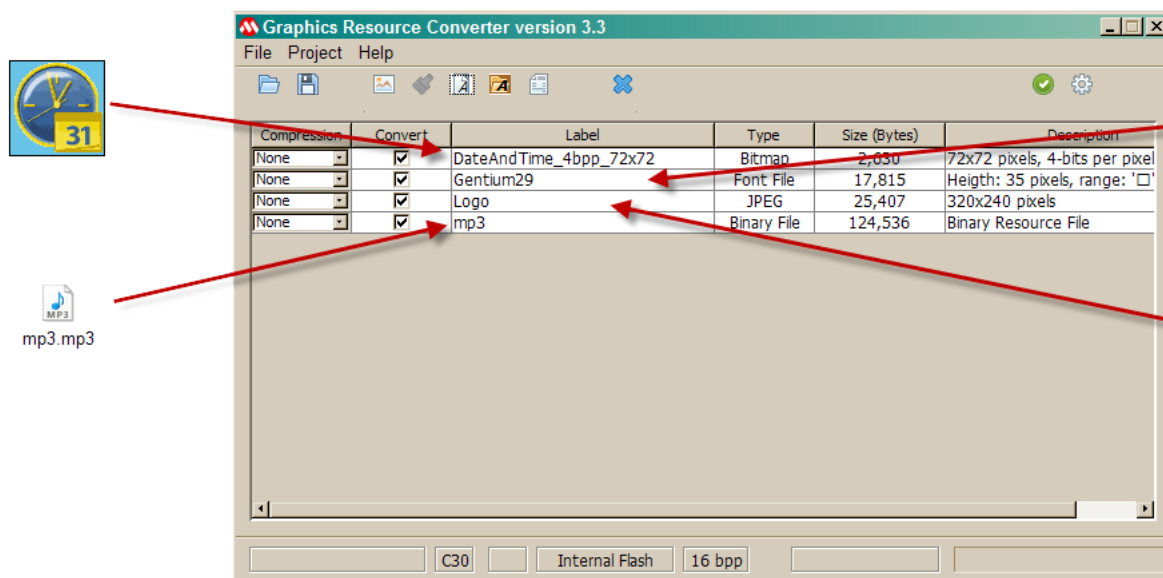 Graphics Resource Converter version 3.3
File Project Help
31
Compression Convert Label Type Size (Bytes) Description
None DateAndTime_4bpp_72x72 Bitmap 2,630 72x72 pixels, 4-bits per pixel
None Gentium29 Font File 17,815 Heigth: 35 pixels, range: '□'
None Logo JPEG 25,407 320x240 pixels
None mp3 Binary File 124,536 Binary Resource File
MP3
mp3.mp3
C30 Internal Flash 16 bpp